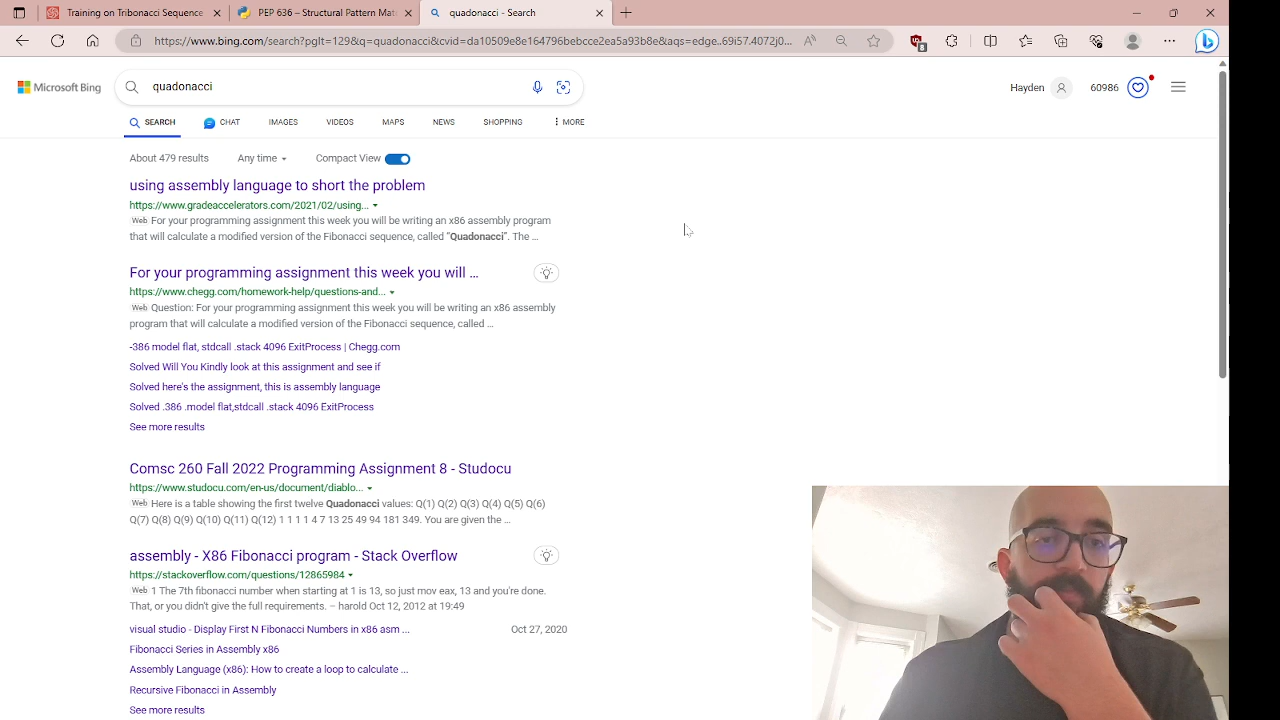 Training on Tribonacci Sequence
PEP 636 – Structural Pattern Mat
quadonacci - Search
https://www.bing.com/search?pglt=129&q=quadonacci&cvid=da10500e8e164796bebcce2ea5a93b8e&aqs=edge..69i57.4072j0...
8
Microsoft Bing
quadonacci
Hayden
60986
SEARCH
CHAT
IMAGES
VIDEOS
MAPS
NEWS
SHOPPING
MORE
About 479 results
Any time
Compact View
using assembly language to short the problem
https://www.gradeaccelerators.com/2021/02/using...
Web For your programming assignment this week you will be writing an x86 assembly program
that will calculate a modified version of the Fibonacci sequence, called "Quadonacci". The ...
For your programming assignment this week you will ...
https://www.chegg.com/homework-help/questions-and...
Web Question: For your programming assignment this week you will be writing an x86 assembly
program that will calculate a modified version of the Fibonacci sequence, called ...
-386 model flat, stdcall .stack 4096 ExitProcess | Chegg.com
Solved Will You Kindly look at this assignment and see if
Solved here's the assignment, this is assembly language
Solved .386 .model flat,stdcall .stack 4096 ExitProcess
See more results
Comsc 260 Fall 2022 Programming Assignment 8 - Studocu
https://www.studocu.com/en-us/document/diablo...
Web Here is a table showing the first twelve Quadonacci values: Q(1) Q(2) Q(3) Q(4) Q(5) Q(6)
Q(7) Q(8) Q(9) Q(10) Q(11) Q(12) 1 1 1 1 4 7 13 25 49 94 181 349. You are given the ...
assembly - X86 Fibonacci program - Stack Overflow
https://stackoverflow.com/questions/12865984
Web 1 The 7th fibonacci number when starting at 1 is 13, so just mov eax, 13 and you're done.
That, or you didn't give the full requirements. – harold Oct 12, 2012 at 19:49
visual studio - Display First N Fibonacci Numbers in x86 asm ...
Oct 27, 2020
Fibonacci Series in Assembly x86
Assembly Language (x86): How to create a loop to calculate ...
Recursive Fibonacci in Assembly
See more results